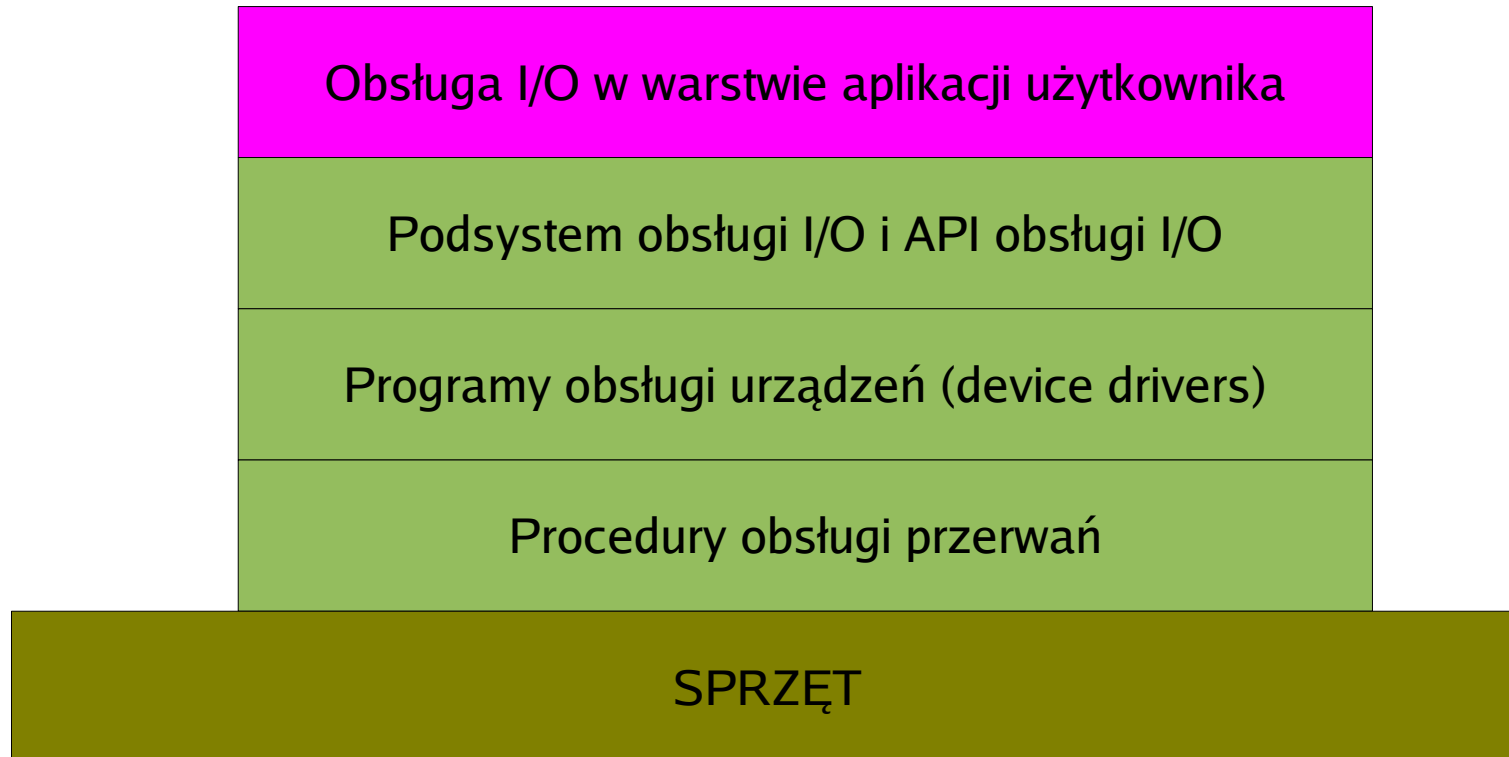 Obsługa I/O w warstwie aplikacji użytkownika
Podsystem obsługi I/O i API obsługi I/O
Programy obsługi urządzeń (device drivers)
Procedury obsługi przerwań
SPRZĘT